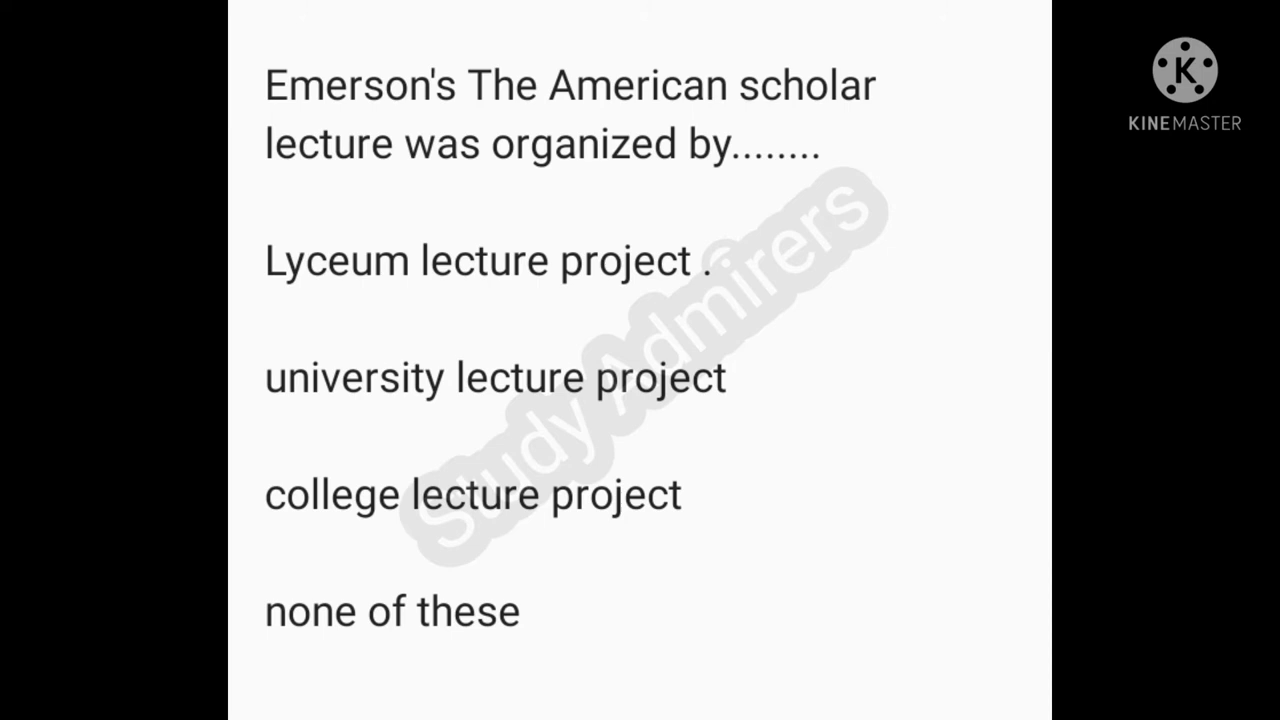 Emerson's The American scholar
lecture was organized by........
Lyceum lecture project .
university lecture project
college lecture project
none of these
Study Admirers
K
KINEMASTER